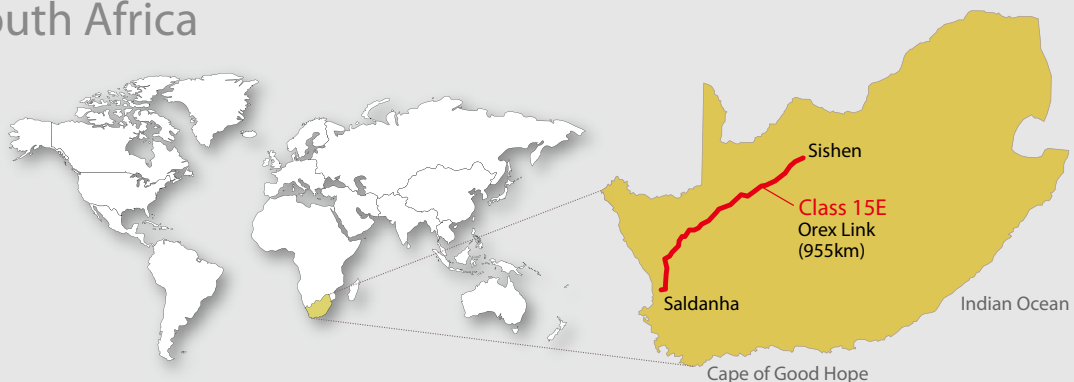 outh Africa
Sishen
Class 15E
Orex Link
(955km)
Saldanha
Indian Ocean
Cape of Good Hope